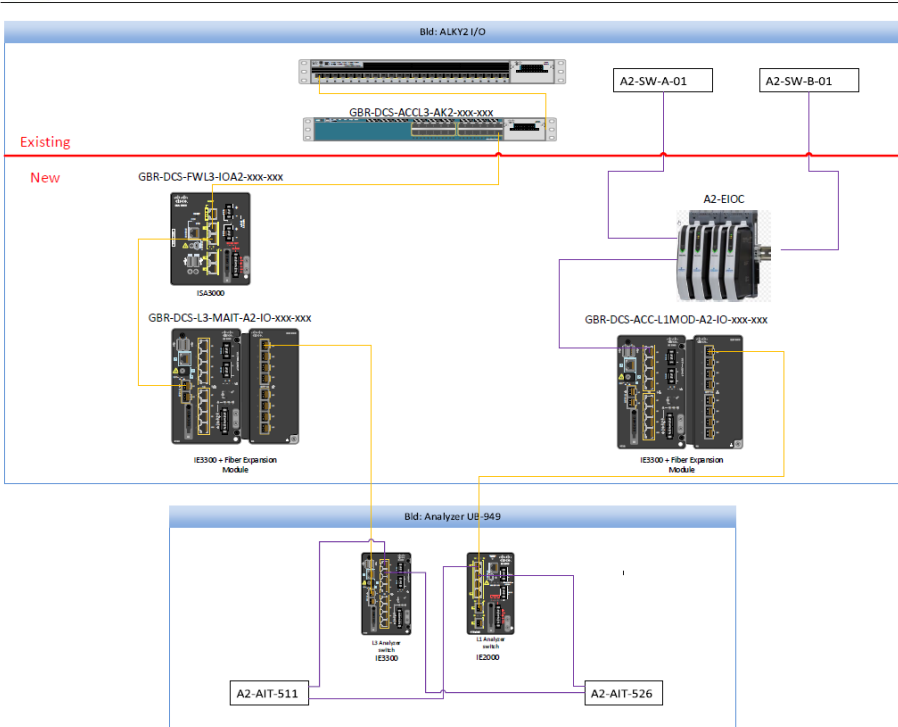 Bld: ALKY2 I/O
A2-SW-A-01
A2-SW-B-01
GBR-DCS-ACCL3-AK2-xxx-xxx
Existing
New
GBR-DCS-FWL3-IOA2-xxx-xxx
A2-EIOC
ISA3000
GBR-DCS-L3-MAIT-A2-IO-xxx-xxx
GBR-DCS-ACC-L1MOD-A2-IO-xxx-xxx
IE3300 + Fiber Expansion
Module
IE3300 + Fiber Expansion
Module
Bld: Analyzer UB-949
L3 Analyzer
switch
IE3300
L1 Analyzer
switch
IE2000
A2-AIT-511
A2-AIT-526